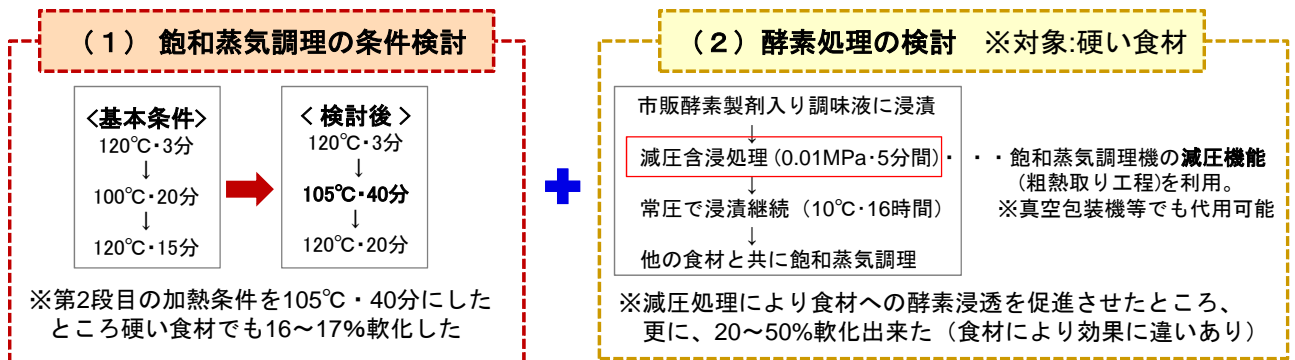 （１） 飽和蒸気調理の条件検討
<基本条件>
120℃・3分
↓
100℃・20分
↓
120℃・15分
< 検討後 >
120℃・3分
↓
105℃・40分
↓
120℃・20分
※第2段目の加熱条件を105℃・40分にした
ところ硬い食材でも16～17%軟化した
（２）酵素処理の検討　※対象:硬い食材
市販酵素製剤入り調味液に浸漬
↓
減圧含浸処理 (0.01MPa・5分間)・・・飽和蒸気調理機の減圧機能
(粗熱取り工程)を利用。
↓
常圧で浸漬継続（10℃・16時間）
※真空包装機等でも代用可能
↓
他の食材と共に飽和蒸気調理
※減圧処理により食材への酵素浸透を促進させたところ、
更に、20～50%軟化出来た（食材により効果に違いあり）